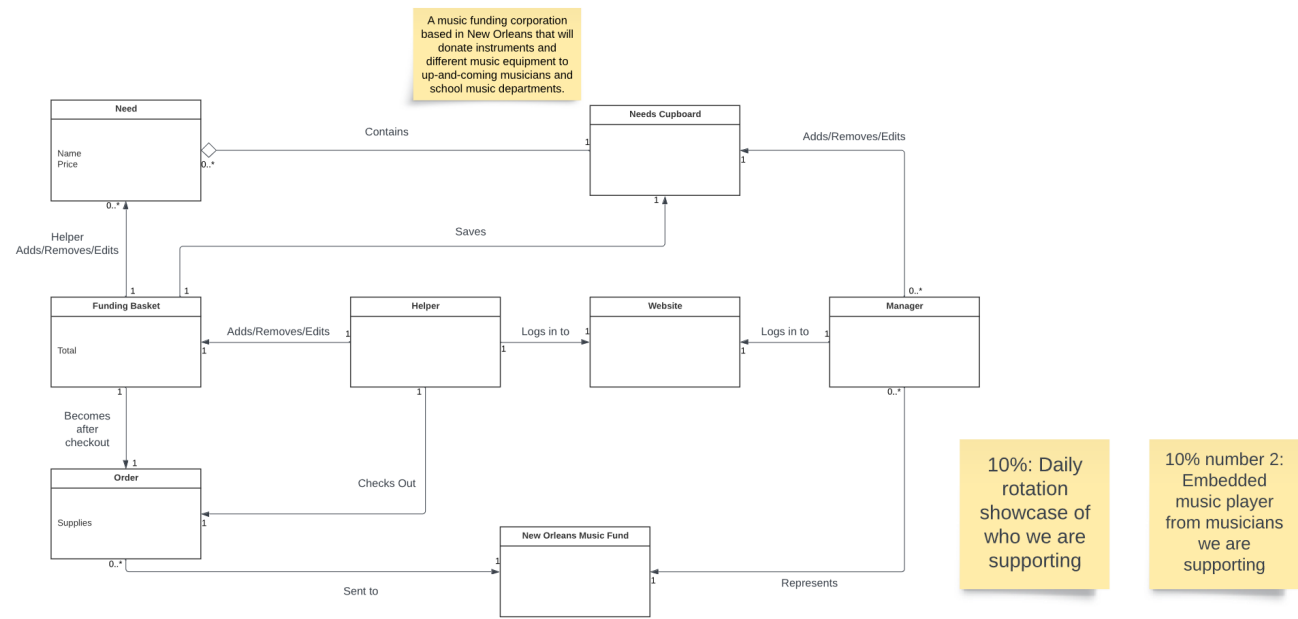 A music funding corporation
based in New Orleans that will
donate instruments and
different music equipment to
up-and-coming musicians and
school music departments.
Need
Name
Price
0..*
Contains
1
Needs Cupboard
Adds/Removes/Edits
1
0..*
Helper
Adds/Removes/Edits
1
1
Saves
1
0..*
Funding Basket
Total
1
Adds/Removes/Edits
1
Helper
1
Logs in to
1
Website
1
Logs in to
1
Manager
1
Becomes
after
checkout
1
1
Checks Out
1
0..*
Order
Supplies
0..*
Sent to
1
New Orleans Music Fund
1
Represents
10%: Daily
rotation
showcase of
who we are
supporting
10% number 2:
Embedded
music player
from musicians
we are
supporting